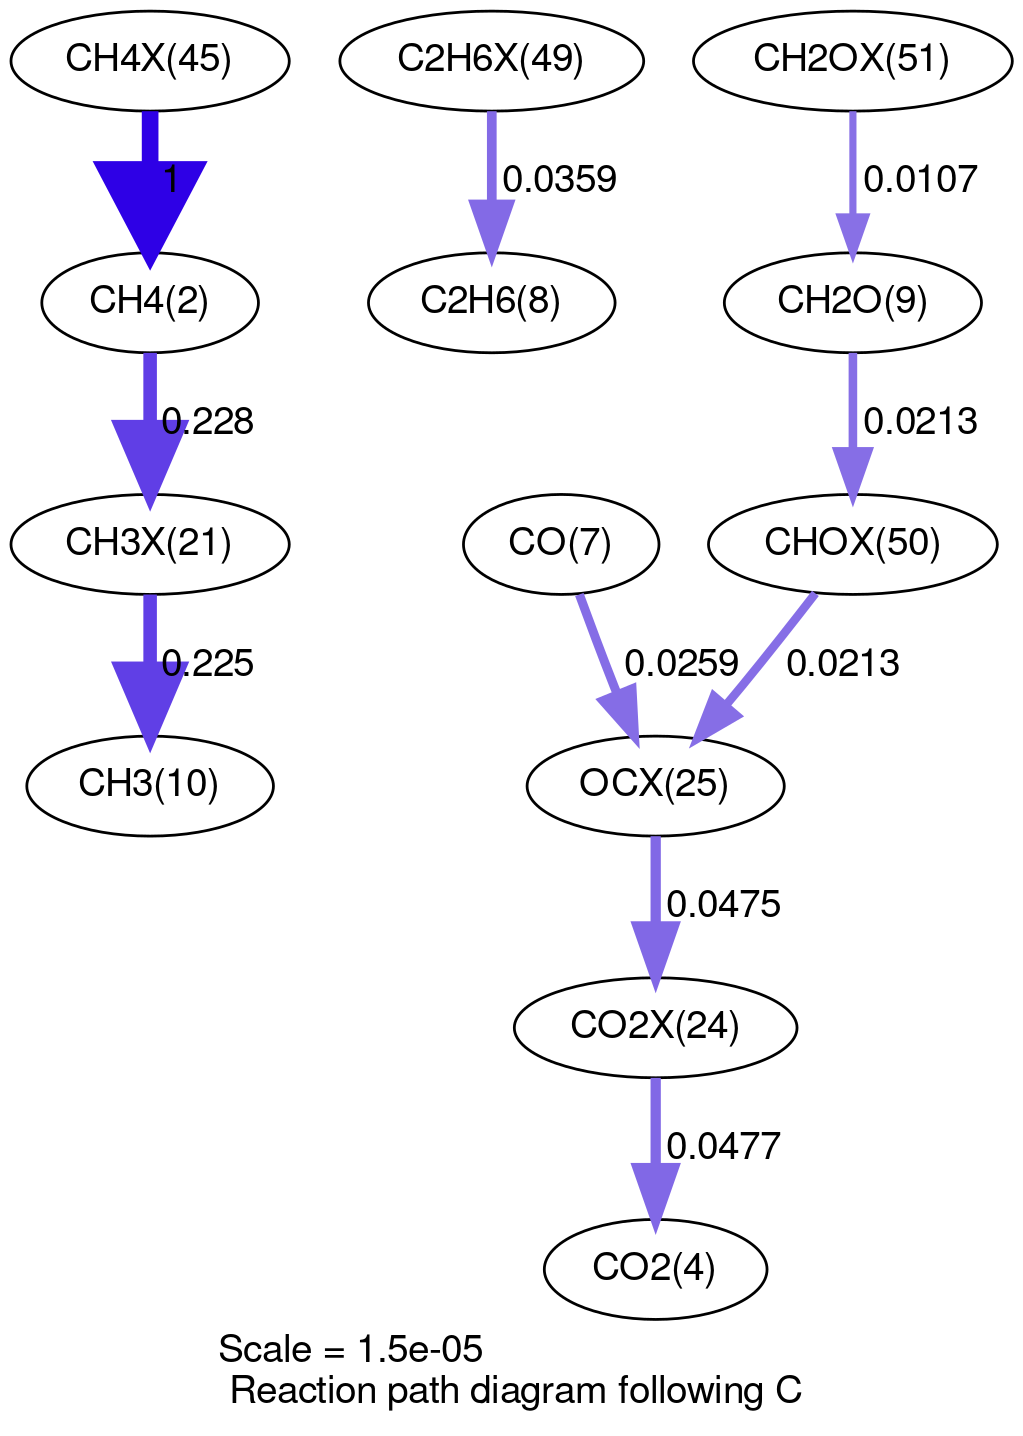 CH4X(45)
C2H6X(49)
CH2OX(51)
1
0.0359
0.0107
CH4(2)
C2H6(8)
CH2O(9)
0.228
0.0213
CH3X(21)
CO(7)
CHOX(50)
0.225
0.0259
0.0213
CH3(10)
OCX(25)
0.0475
CO2X(24)
0.0477
CO2(4)
Scale = 1.5e-05
Reaction path diagram following C